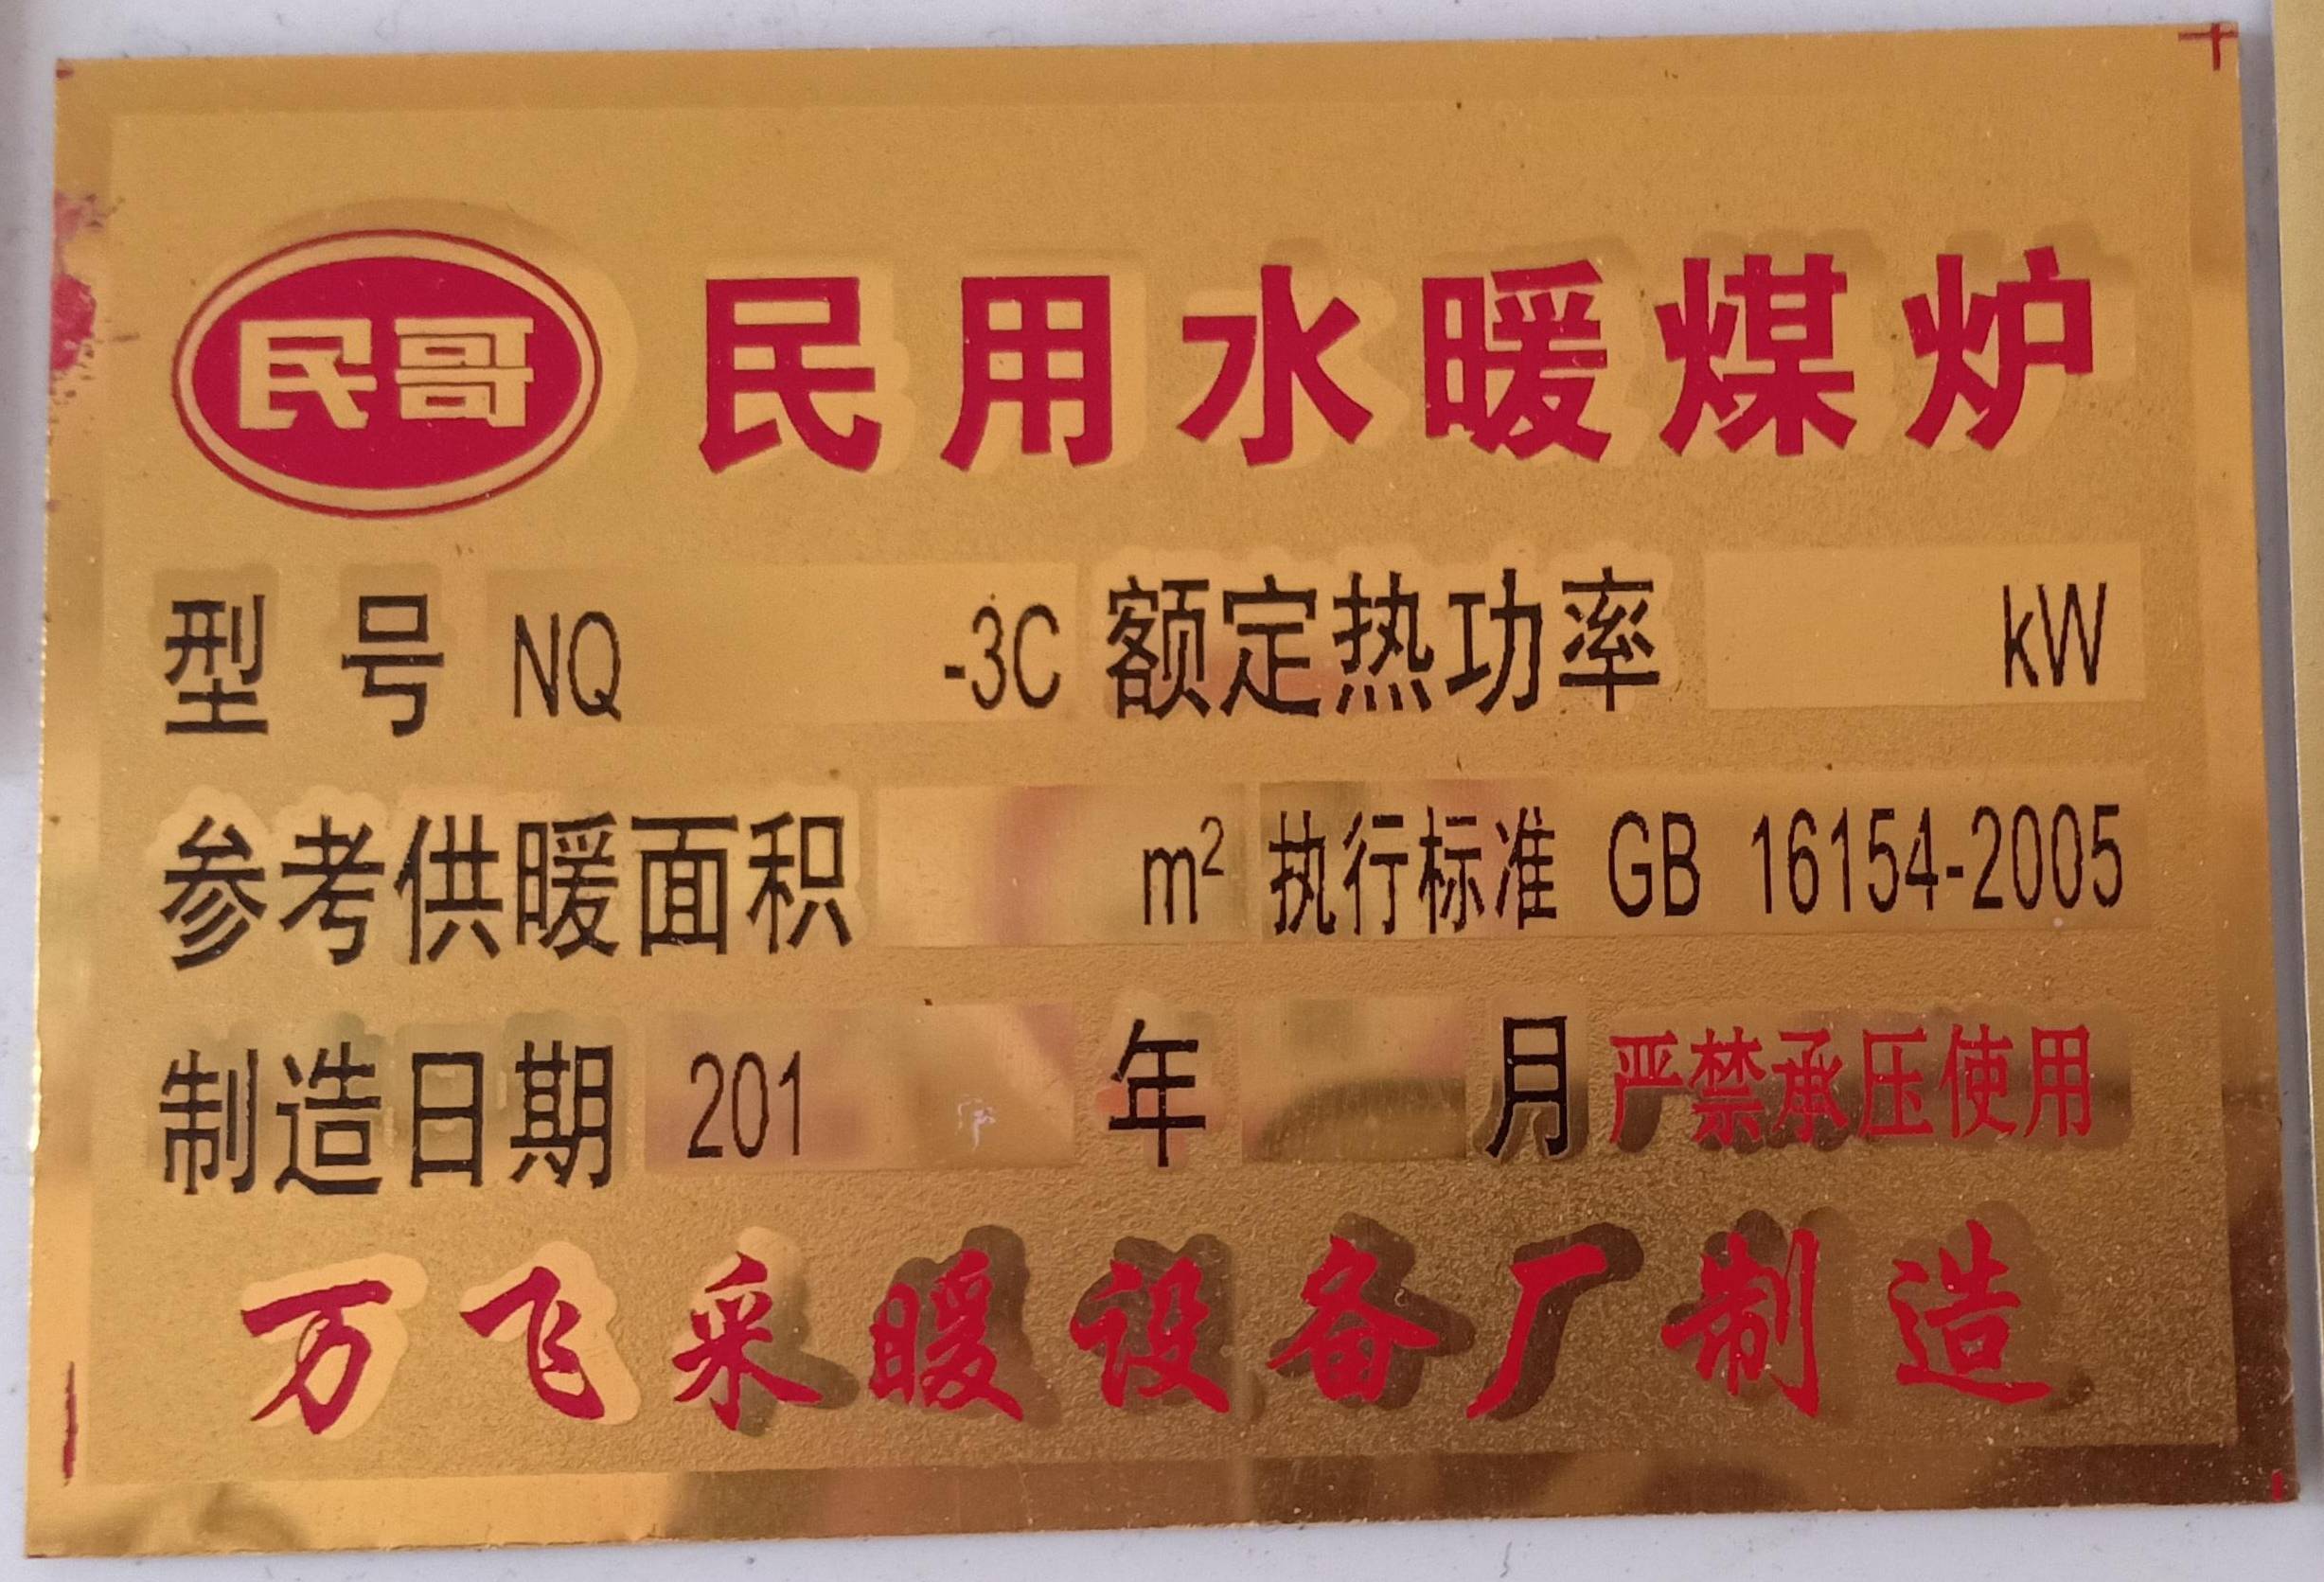 民哥 民用水暖煤炉
型号 NQ -3C 额定热功率 kW
参考供暖面积 m² 执行标准 GB 16154-2005
制造日期 201 年 月 严禁承压使用
万飞采暖设备厂制造